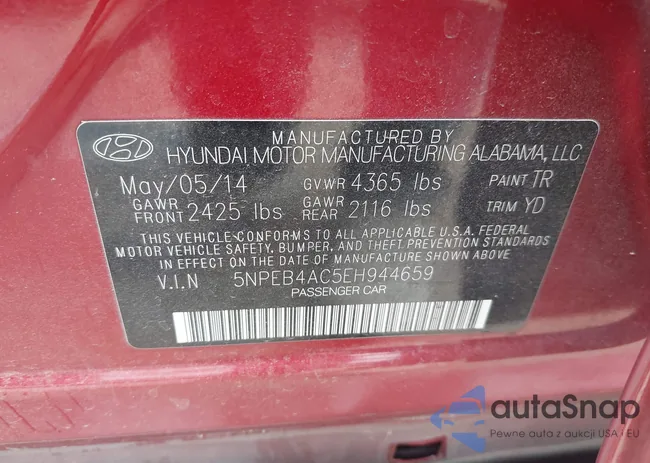 MANUFACTURED BY
HYUNDAI MOTOR MANUFACTURING ALABAMA, LLC
May/05/14 GVWR 4365 lbs PAINT TR
GAWR FRONT 2425 lbs GAWR REAR 2116 lbs TRIM YD
THIS VEHICLE CONFORMS TO ALL APPLICABLE U.S.A. FEDERAL
MOTOR VEHICLE SAFETY, BUMPER, AND THEFT PREVENTION STANDARDS
IN EFFECT ON THE DATE OF MANUFACTURE SHOWN ABOVE.
V.I.N 5NPEB4AC5EH944659
PASSENGER CAR
autaSnap
Pewne auta z aukcji USA i EU